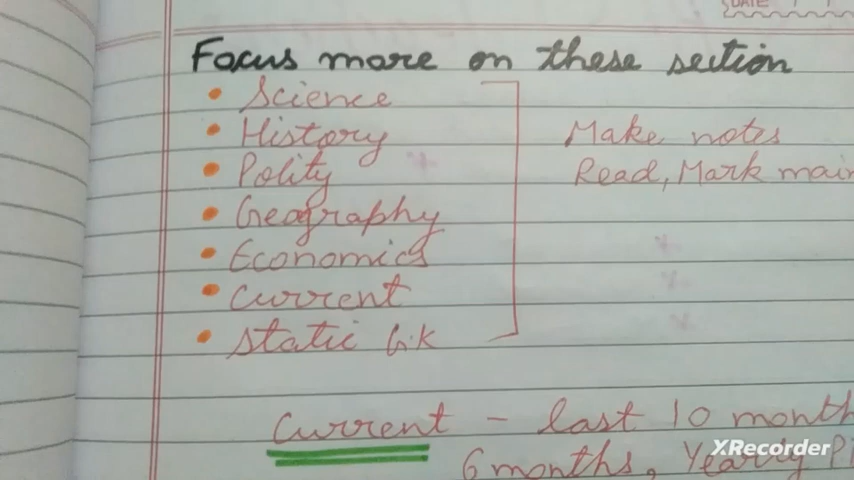 DATE
Focus more on these section
• Science
• History
• Polity
• Geography
• Economics
• Current
• Static G.K
Make notes
Read, Mark main
Current - last 10 month
6 months, Yearly
XRecorder